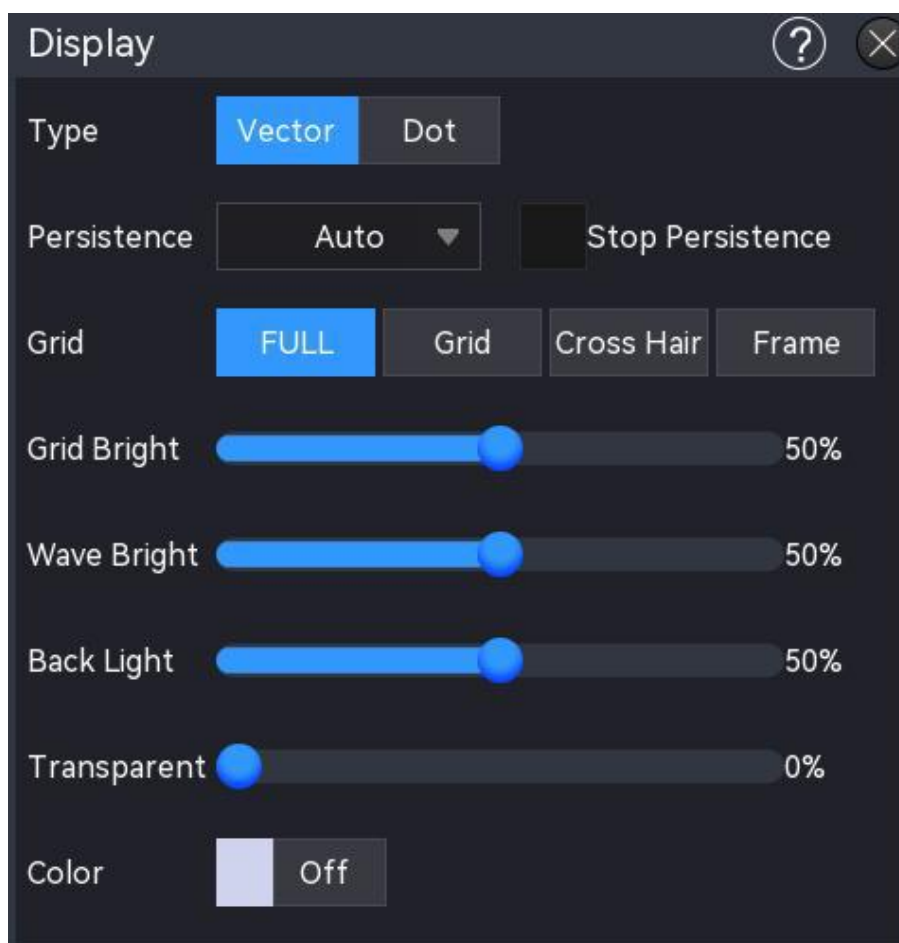 Display ?
Type Vector Dot
Persistence Auto Stop Persistence
Grid FULL Grid Cross Hair Frame
Grid Bright 50%
Wave Bright 50%
Back Light 50%
Transparent 0%
Color Off